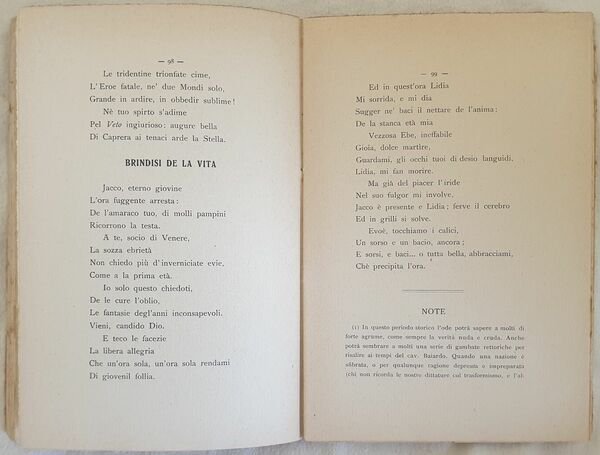 — 98 —
Le tridentine trionfate cime,
L'Eroe fatale, ne' due Mondi solo,
Grande in ardire, in obbedir sublime!
Nè tuo spirto s'adime
Pel Veto ingiurioso: augure bella
Di Caprera ai tenaci arde la Stella.
BRINDISI DE LA VITA
Jacco, eterno giovine
L'ora fuggente arresta:
De l'amaraco tuo, di molli pampini
Ricorrono la testa.
A te, socio di Venere,
La sozza ebrietà
Non chiedo più d'inverniciate evie,
Come a la prima età.
Io solo questo chiedoti,
De le cure l'oblio,
Le fantasie degl'anni inconsapevoli.
Vieni, candido Dio.
E teco le facezie
La libera allegria
Che un'ora sola, un'ora sola rendami
Di giovenil follia.
— 99 —
Ed in quest'ora Lidia
Mi sorrida, e mi dia
Sugger ne' baci il nettare de l'anima:
De la stanca età mia
Vezzosa Ebe, ineffabile
Gioia, dolce martire,
Guardami, gli occhi tuoi di desio languidi.
Lidia, mi fan morire.
Ma già del piacer l'iride
Nel suo fulgor mi involve,
Jacco è presente e Lidia; ferve il cerebro
Ed in grilli si solve.
Evoè, tocchiamo i calici,
Un sorso e un bacio, ancora;
E sorsi, e baci... o tutta bella, abbracciami,
Chè precipita l'ora.
NOTE
(1) In questo periodo storico l'ode potrà sapere a molti di
forte agrume, come sempre la verità nuda e cruda. Anche
potrà sembrare a molti una serie di gambate rettoriche per
risalire ai tempi del cav. Baiardo. Quando una nazione è
sfibrata, o per qualunque ragione depressa e impreparata
(chi non ricorda le nostre dittature col trasformismo, e l'al-